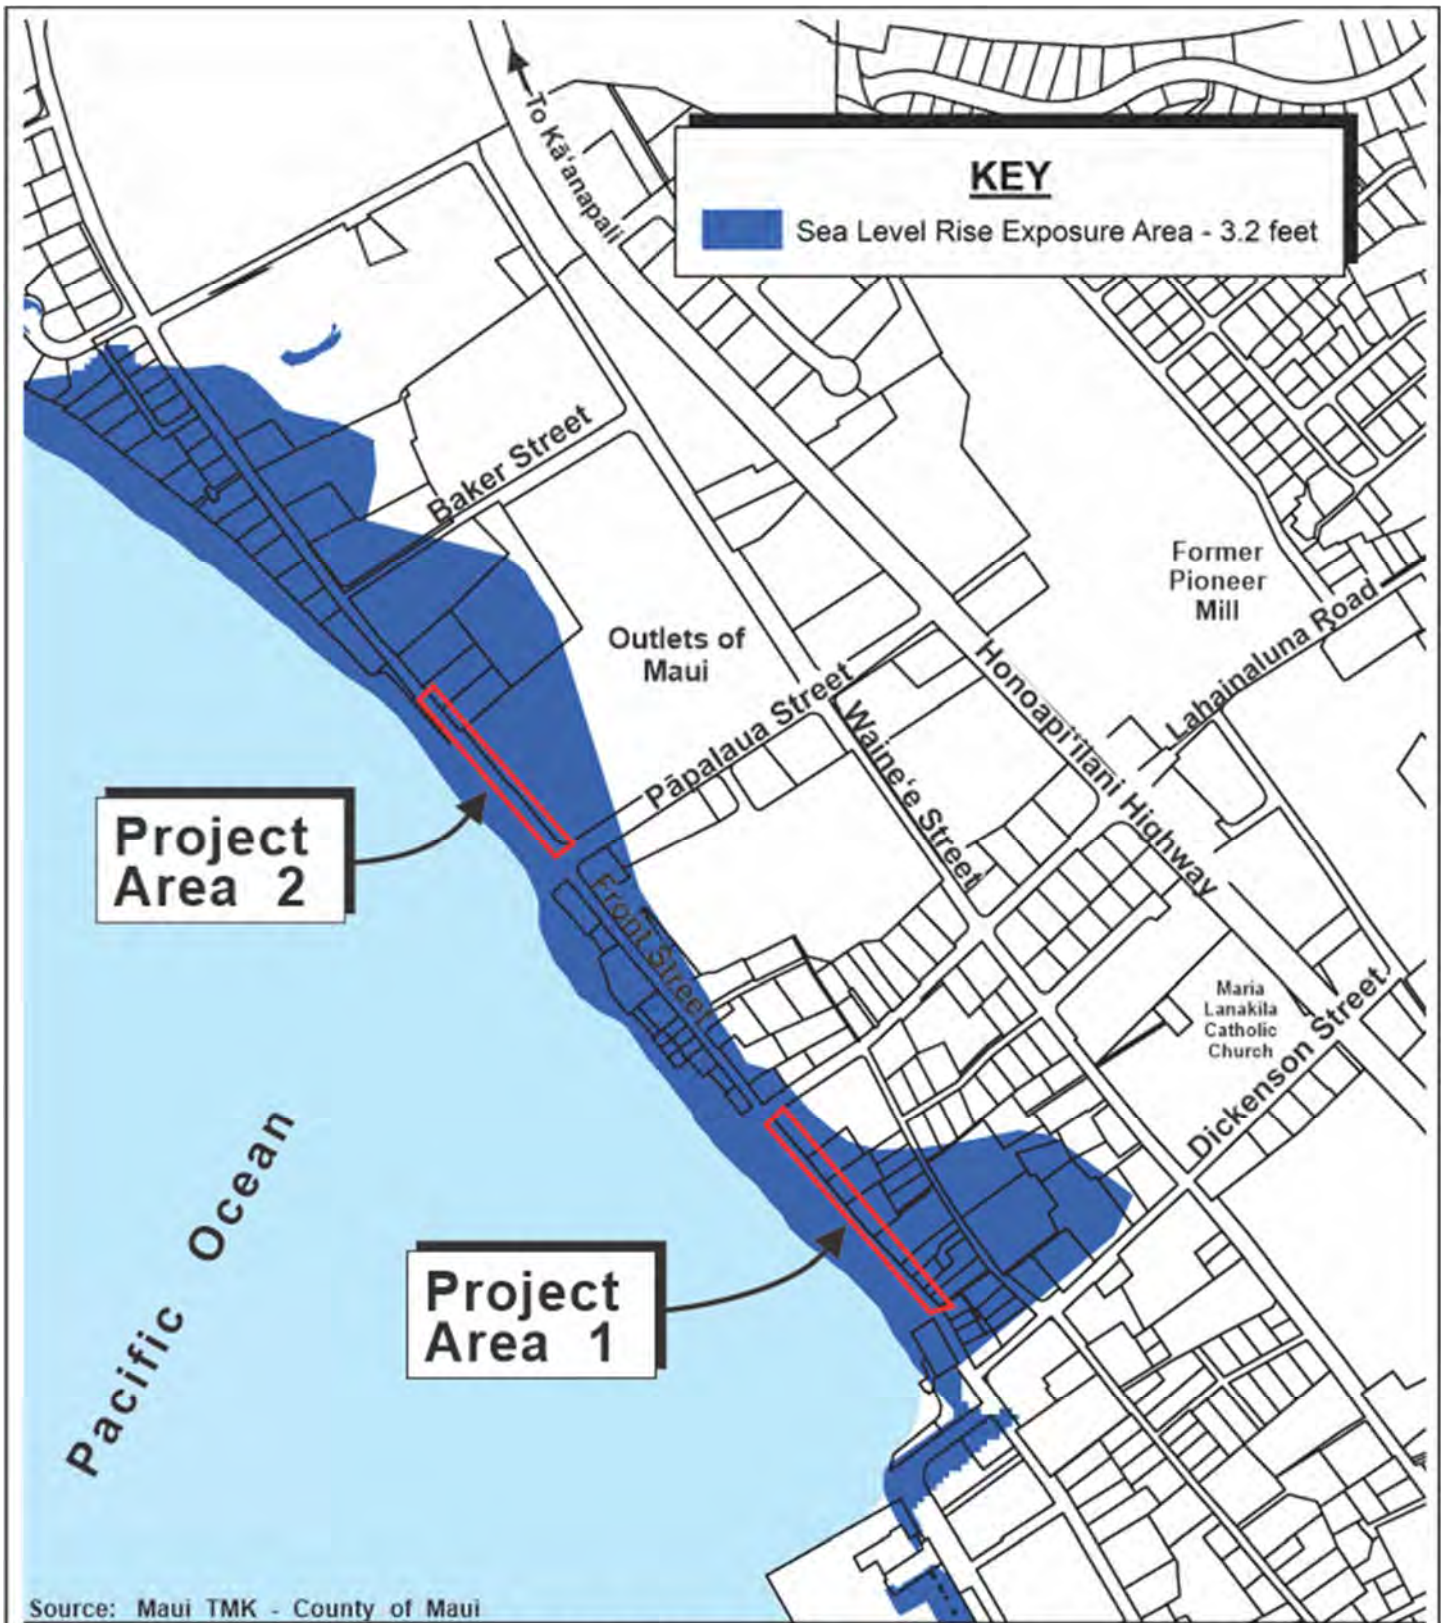 To Kā'anapali
KEY
Sea Level Rise Exposure Area - 3.2 feet
Baker Street
Former
Pioneer
Mill
Outlets of
Maui
Lahainaluna Road
Honoapi'ilani Highway
Pāpalaua Street
Waine'e Street
Project
Area 2
Front Street
Maria
Lanakila
Catholic
Church
Dickenson Street
Pacific Ocean
Project
Area 1
Source: Maui TMK - County of Maui